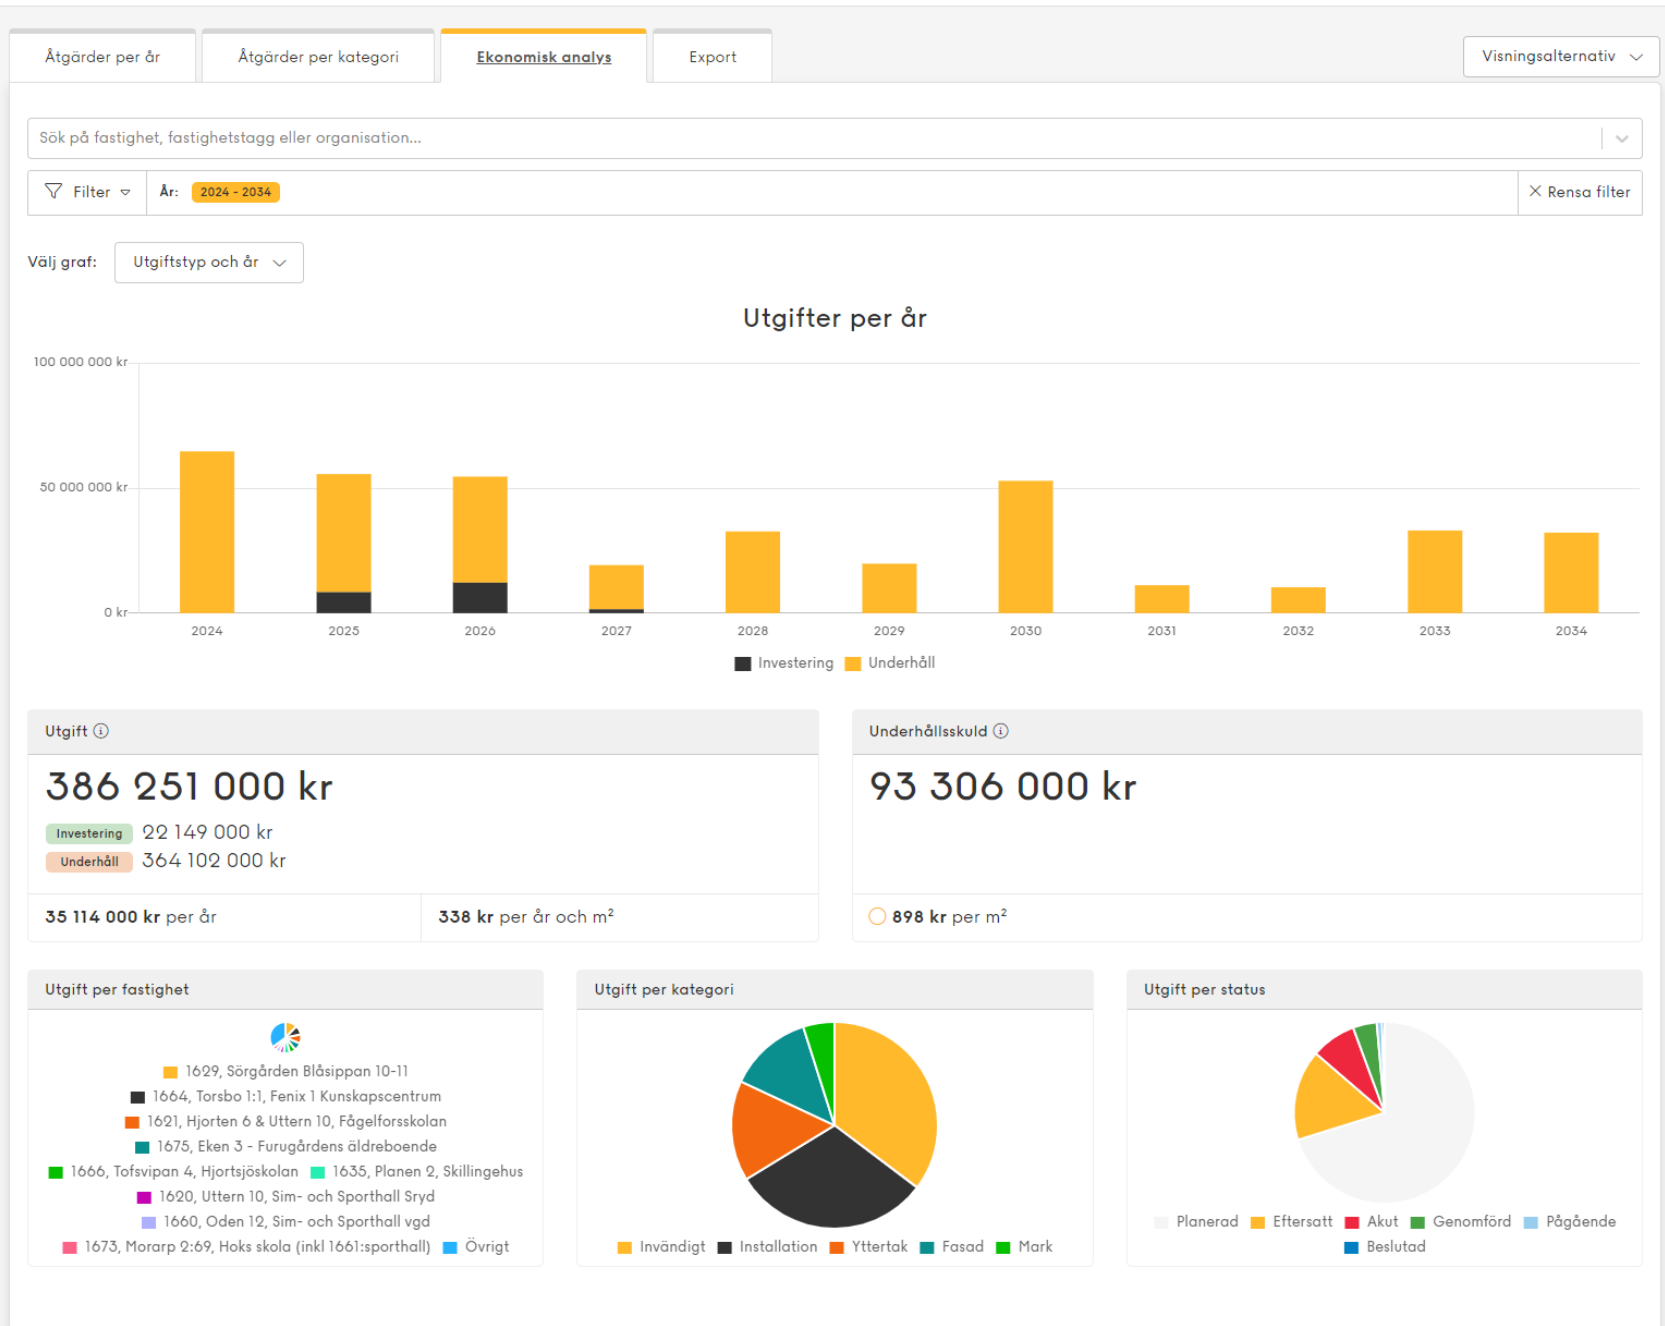 Åtgärder per år
Åtgärder per kategori
Ekonomisk analys
Export
Visningsalternativ
Sök på fastighet, fastighetstagg eller organisation...
Filter
År: 2024 - 2034
Rensa filter
Välj graf: Utgiftstyp och år
Utgifter per år
100 000 000 kr
50 000 000 kr
0 kr
2024 2025 2026 2027 2028 2029 2030 2031 2032 2033 2034
Investering Underhåll
Utgift
386 251 000 kr
Investering 22 149 000 kr
Underhåll 364 102 000 kr
35 114 000 kr per år
338 kr per år och m²
Underhållsskuld
93 306 000 kr
898 kr per m²
Utgift per fastighet
1629, Sörgården Blåsippan 10-11
1664, Torsbo 1:1, Fenix 1 Kunskapscentrum
1621, Hjorten 6 & Uttern 10, Fågelforsskolan
1675, Eken 3 - Furugårdens äldreboende
1666, Tofsvipan 4, Hjortsjöskolan 1635, Planen 2, Skillingehus
1620, Uttern 10, Sim- och Sporthall Sryd
1660, Oden 12, Sim- och Sporthall vgd
1673, Morarp 2:69, Hoks skola (inkl 1661:sporthall) Övrigt
Utgift per kategori
Invändigt Installation Yttertak Fasad Mark
Utgift per status
Planerad Eftersatt Akut Genomförd Pågående
Beslutad